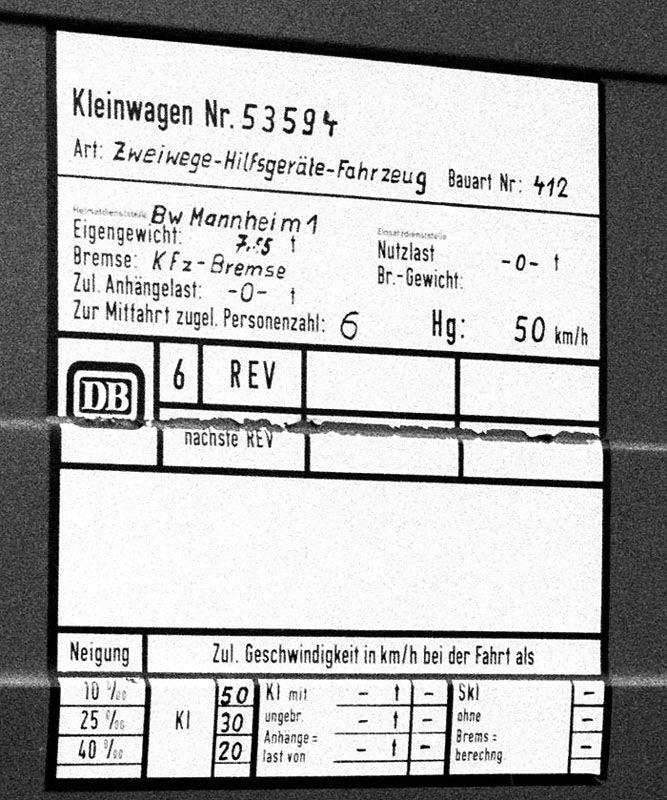 Kleinwagen Nr. 53594
Art: Zweiwege-Hilfsgeräte-Fahrzeug Bauart Nr: 412
Heimatdienststelle Bw Mannheim 1 Einsatzdienststelle
Eigengewicht: t Nutzlast -0- t
Bremse: Kfz-Bremse Br.-Gewicht:
Zul. Anhängelast: -0- t
Zur Mitfahrt zugel. Personenzahl: 6 Hg: 50 km/h
DB 6 REV
nächste REV
Neigung Zul. Geschwindigkeit in km/h bei der Fahrt als
10 ‰ Kl 50 Kl mit - t - Skl -
25 ‰ 30 ungebr. - t - ohne -
40 ‰ 20 Anhänge= - t - Brems= -
last von berechng.